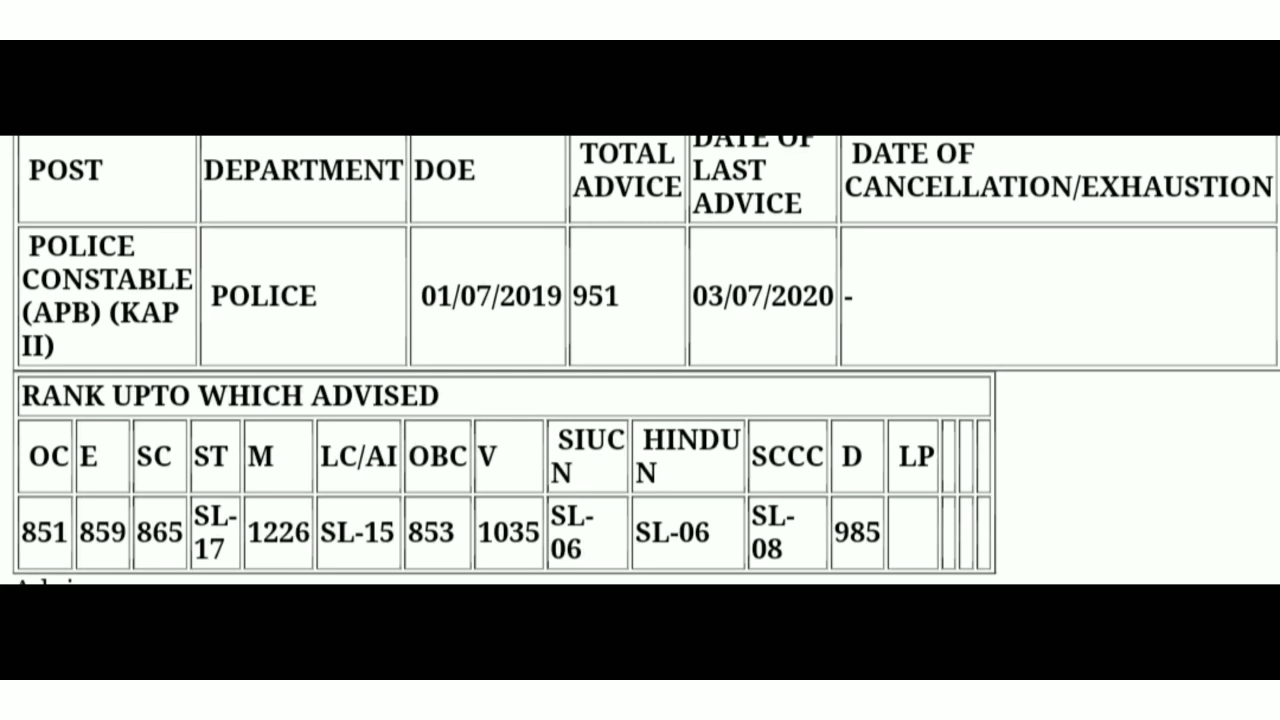 POST DEPARTMENT DOE TOTAL ADVICE DATE OF LAST ADVICE DATE OF CANCELLATION/EXHAUSTION
POLICE CONSTABLE (APB) (KAP II) POLICE 01/07/2019 951 03/07/2020 -
RANK UPTO WHICH ADVISED
OC E SC ST M LC/AI OBC V SIUC N HINDU N SCCC D LP
851 859 865 SL-17 1226 SL-15 853 1035 SL-06 SL-06 SL-08 985